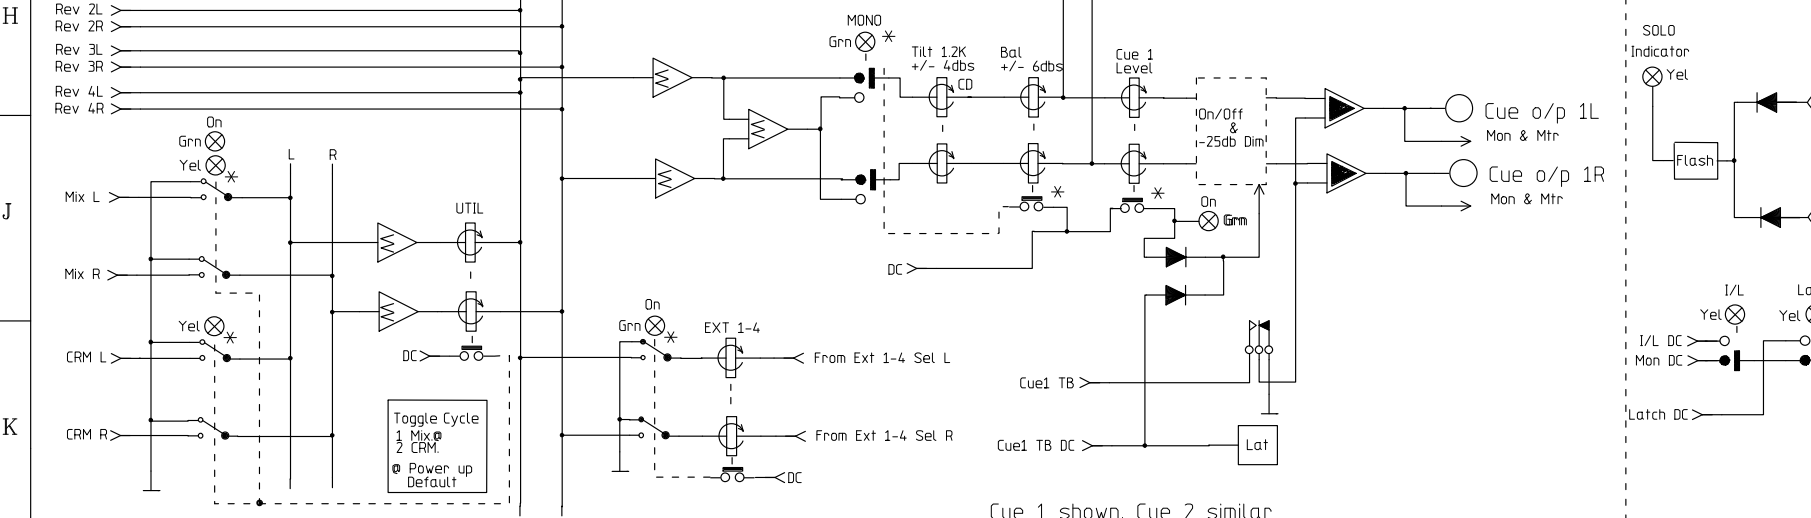 H
Rev 2L
Rev 2R
Rev 3L
Rev 3R
Rev 4L
Rev 4R
MONO
Grn *
Tilt 1.2K
+/- 4dbs
CD
Bal
+/- 6dbs
Cue 1
Level
On/Off
&
-25db Dim
Cue o/p 1L
Mon & Mtr
Cue o/p 1R
Mon & Mtr
SOLO
Indicator
Yel
Flash
On
Grn
Yel
*
L R
J
Mix L
Mix R
UTIL
*
*
On
Grm
DC
Yel
*
CRM L
CRM R
DC
On
Grn
*
EXT 1-4
From Ext 1-4 Sel L
From Ext 1-4 Sel R
DC
K
Toggle Cycle
1 Mix.@
2 CRM.
@ Power up
Default
Cue1 TB
Cue1 TB DC
Lat
I/L
Yel
La
Yel
I/L DC
Mon DC
Latch DC
Cue 1 shown. Cue 2 similar